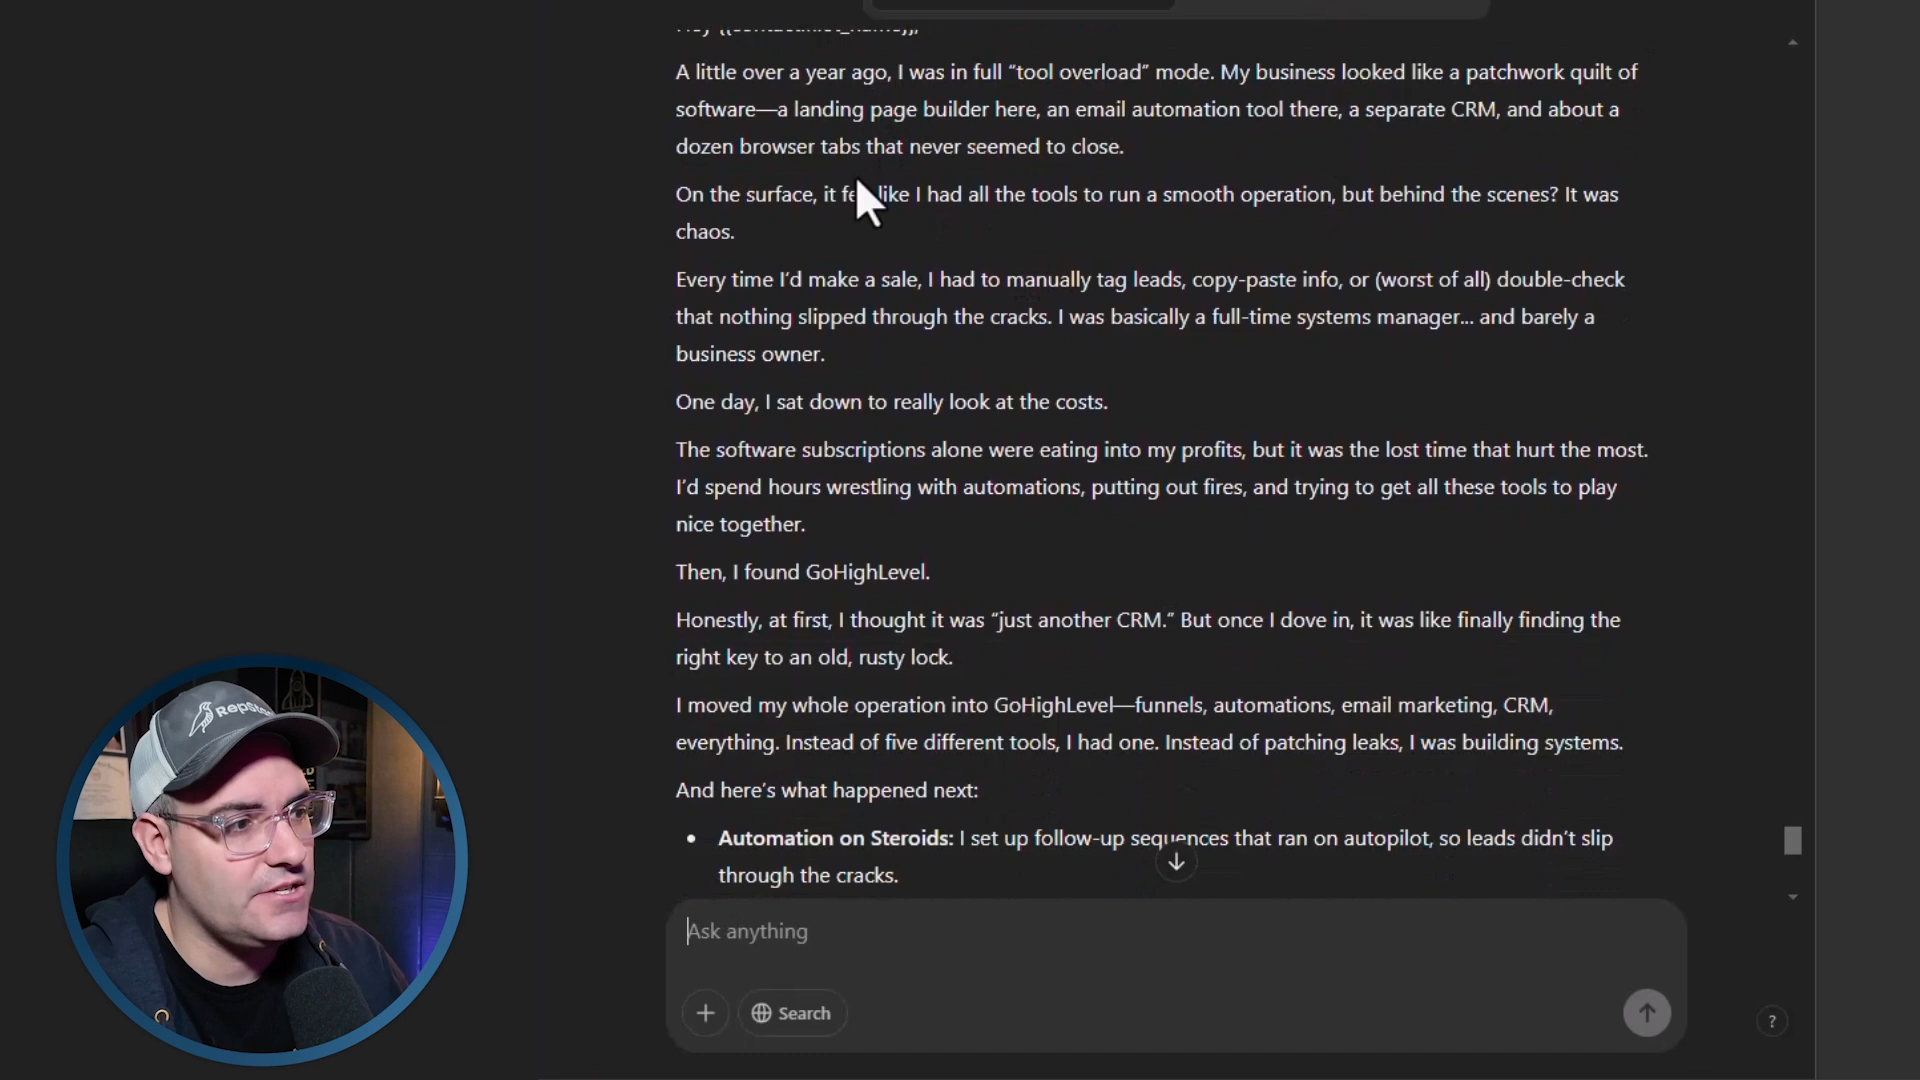 A little over a year ago, I was in full “tool overload” mode. My business looked like a patchwork quilt of
software—a landing page builder here, an email automation tool there, a separate CRM, and about a
dozen browser tabs that never seemed to close.
On the surface, it like I had all the tools to run a smooth operation, but behind the scenes? It was
chaos.
Every time I’d make a sale, I had to manually tag leads, copy-paste info, or (worst of all) double-check
that nothing slipped through the cracks. I was basically a full-time systems manager... and barely a
business owner.
One day, I sat down to really look at the costs.
The software subscriptions alone were eating into my profits, but it was the lost time that hurt the most.
I’d spend hours wrestling with automations, putting out fires, and trying to get all these tools to play
nice together.
Then, I found GoHighLevel.
Honestly, at first, I thought it was “just another CRM.” But once I dove in, it was like finally finding the
right key to an old, rusty lock.
I moved my whole operation into GoHighLevel—funnels, automations, email marketing, CRM,
everything. Instead of five different tools, I had one. Instead of patching leaks, I was building systems.
And here’s what happened next:
• Automation on Steroids: I set up follow-up sequences that ran on autopilot, so leads didn’t slip
through the cracks.
Ask anything
Search
?